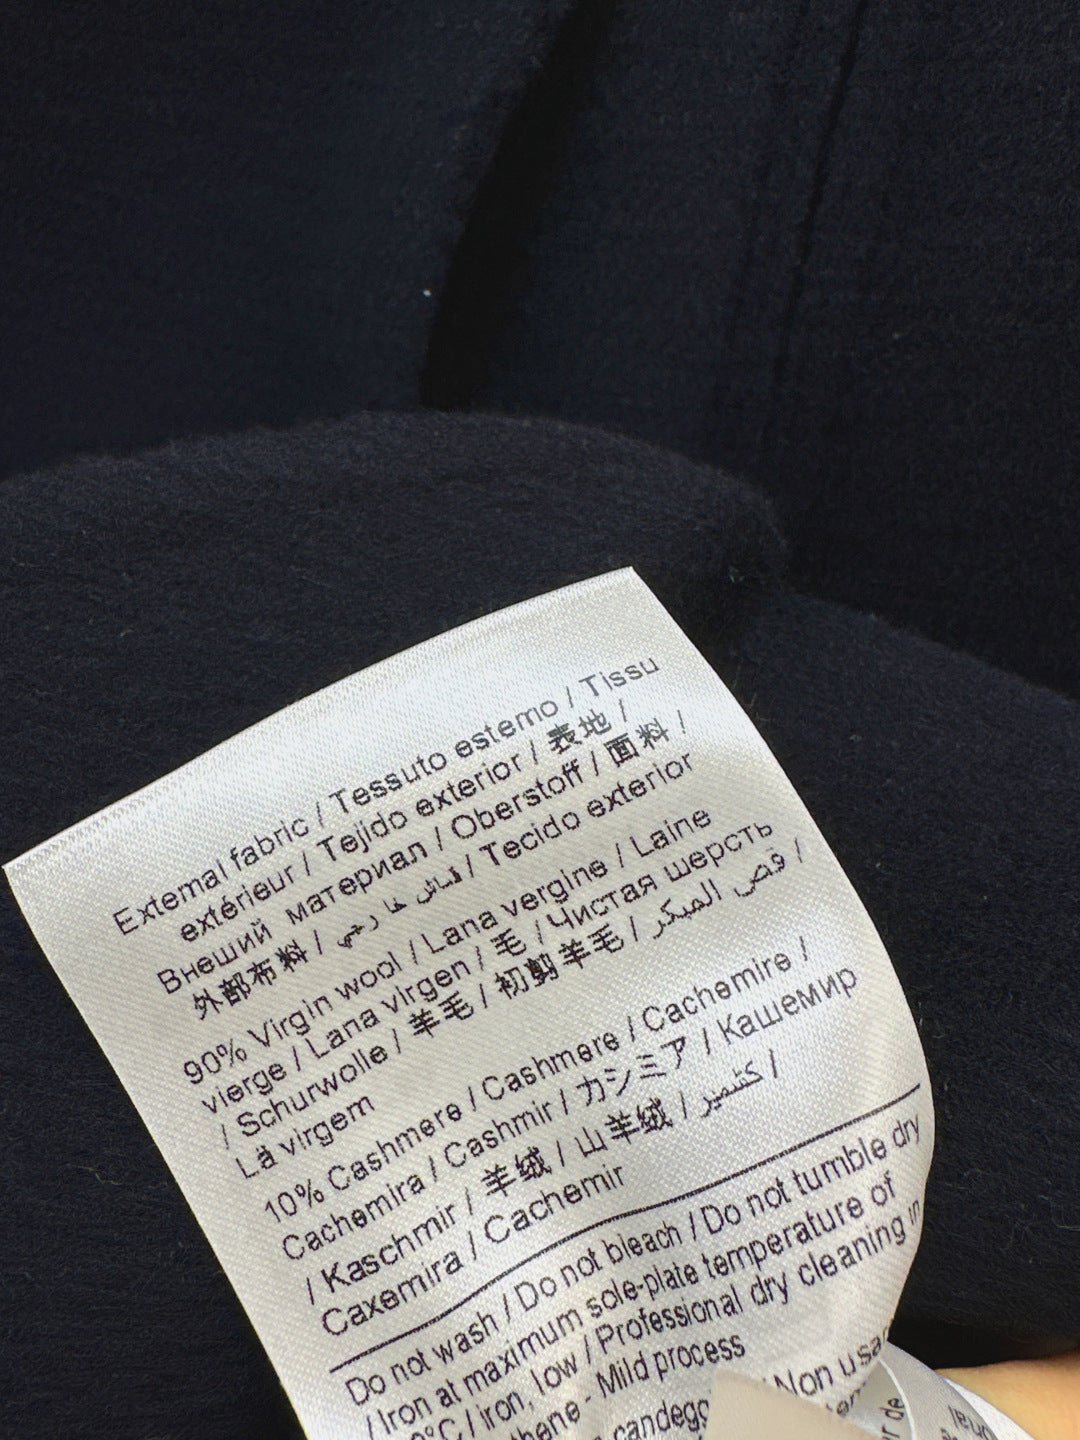 External fabric / Tessuto esterno / Tissu
extérieur / Tejido exterior / 表地 /
Внеший материал / Oberstoff / 面料 /
外部布料 / قماش خارجي / Tecido exterior
90% Virgin wool / Lana vergine / Laine
vierge / Lana virgen / 毛 / Чистая шерсть
/ Schurwolle / 羊毛 / 初剪羊毛 / قص المبكر /
Lã virgem
10% Cashmere / Cashmere / Cachemire /
Cachemira / Cashmir / カシミア / Кашемир
/ Kaschmir / 羊绒 / 山羊绒 / كشمير /
Caxemira / Cachemir
Do not wash / Do not bleach / Do not tumble dry
/ Iron at maximum sole-plate temperature of
°C / Iron, low / Professional dry cleaning in
- Mild process
/ Non